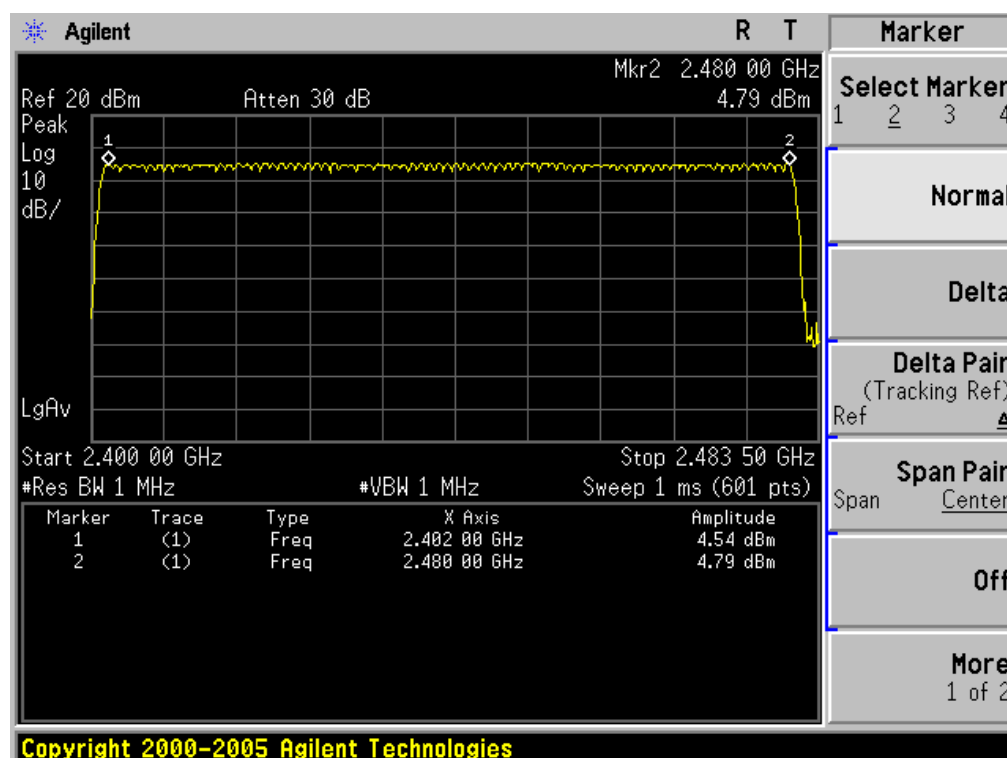 Agilent R T
Mkr2 2.480 00 GHz
Ref 20 dBm Atten 30 dB 4.79 dBm
Peak
Log
10
dB/
1
2
LgAv
Start 2.400 00 GHz Stop 2.483 50 GHz
#Res BW 1 MHz #VBW 1 MHz Sweep 1 ms (601 pts)
Marker Trace Type X Axis Amplitude
1 (1) Freq 2.402 00 GHz 4.54 dBm
2 (1) Freq 2.480 00 GHz 4.79 dBm
Copyright 2000-2005 Agilent Technologies
Marker
Select Marker
1 2 3 4
Normal
Delta
Delta Pair
(Tracking Ref)
Ref Δ
Span Pair
Span Center
Off
More
1 of 2